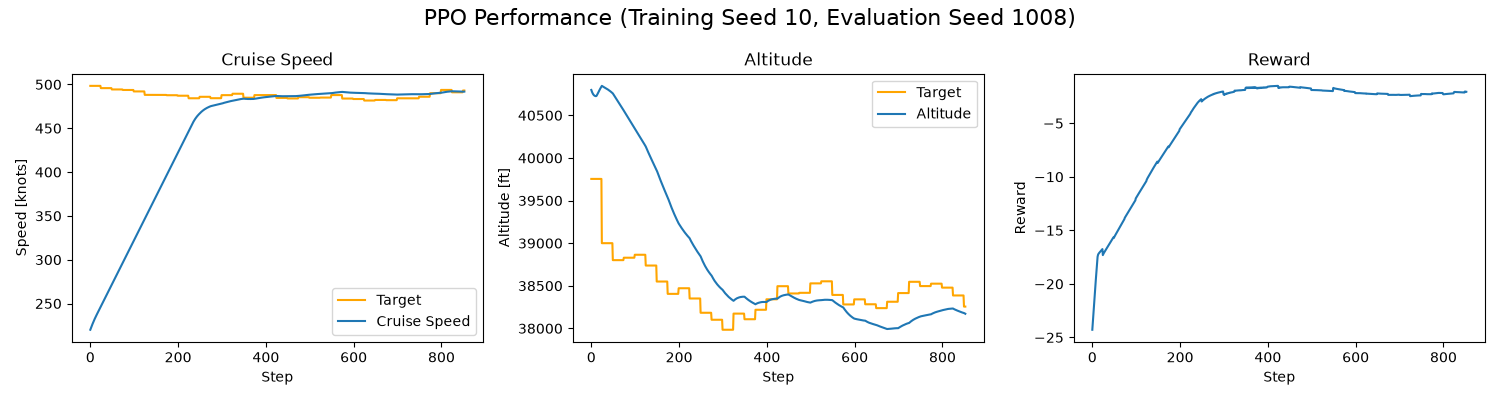 PPO Performance (Training Seed 10, Evaluation Seed 1008)
Cruise Speed
500
450
400
350
300
250
0
200
400
600
800
Speed [knots]
Step
Target
Cruise Speed
Altitude
40500
40000
39500
39000
38500
38000
0
200
400
600
800
Altitude [ft]
Step
Target
Altitude
Reward
−5
−10
−15
−20
−25
0
200
400
600
800
Reward
Step